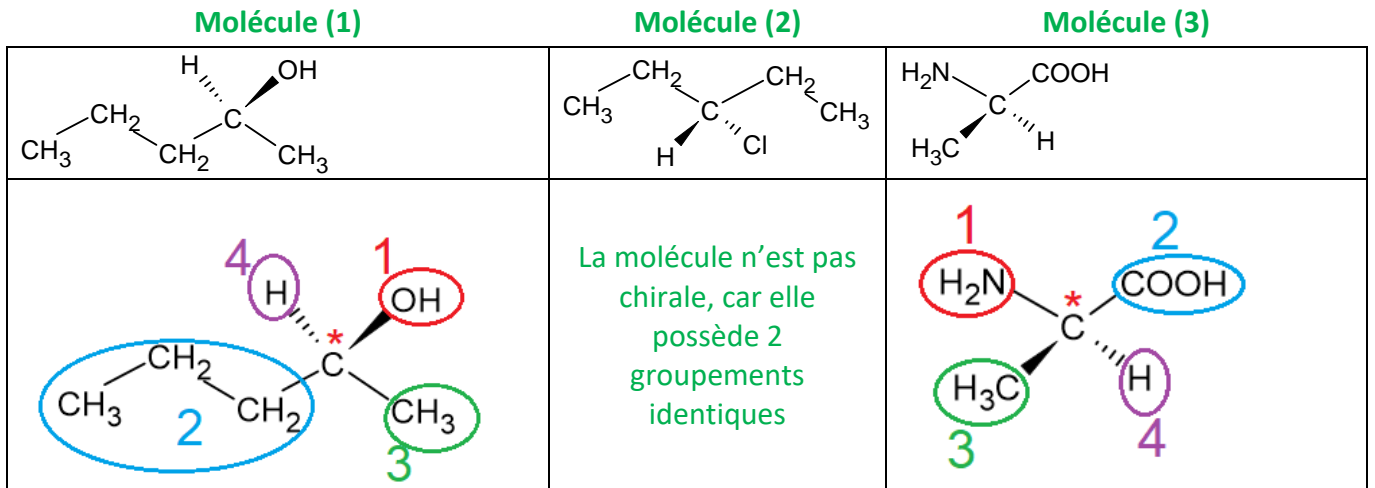 Molécule (1) Molécule (2) Molécule (3)
H OH
CH2
C
CH3 CH2 CH3
CH2 CH2
CH3 C CH3
H Cl
H2N COOH
C
H3C H
4 1
H OH
*
CH2 C
CH3 CH2 CH3
2 3
La molécule n'est pas
chirale, car elle
possède 2
groupements
identiques
1 2
H2N * COOH
C
H3C H
3 4